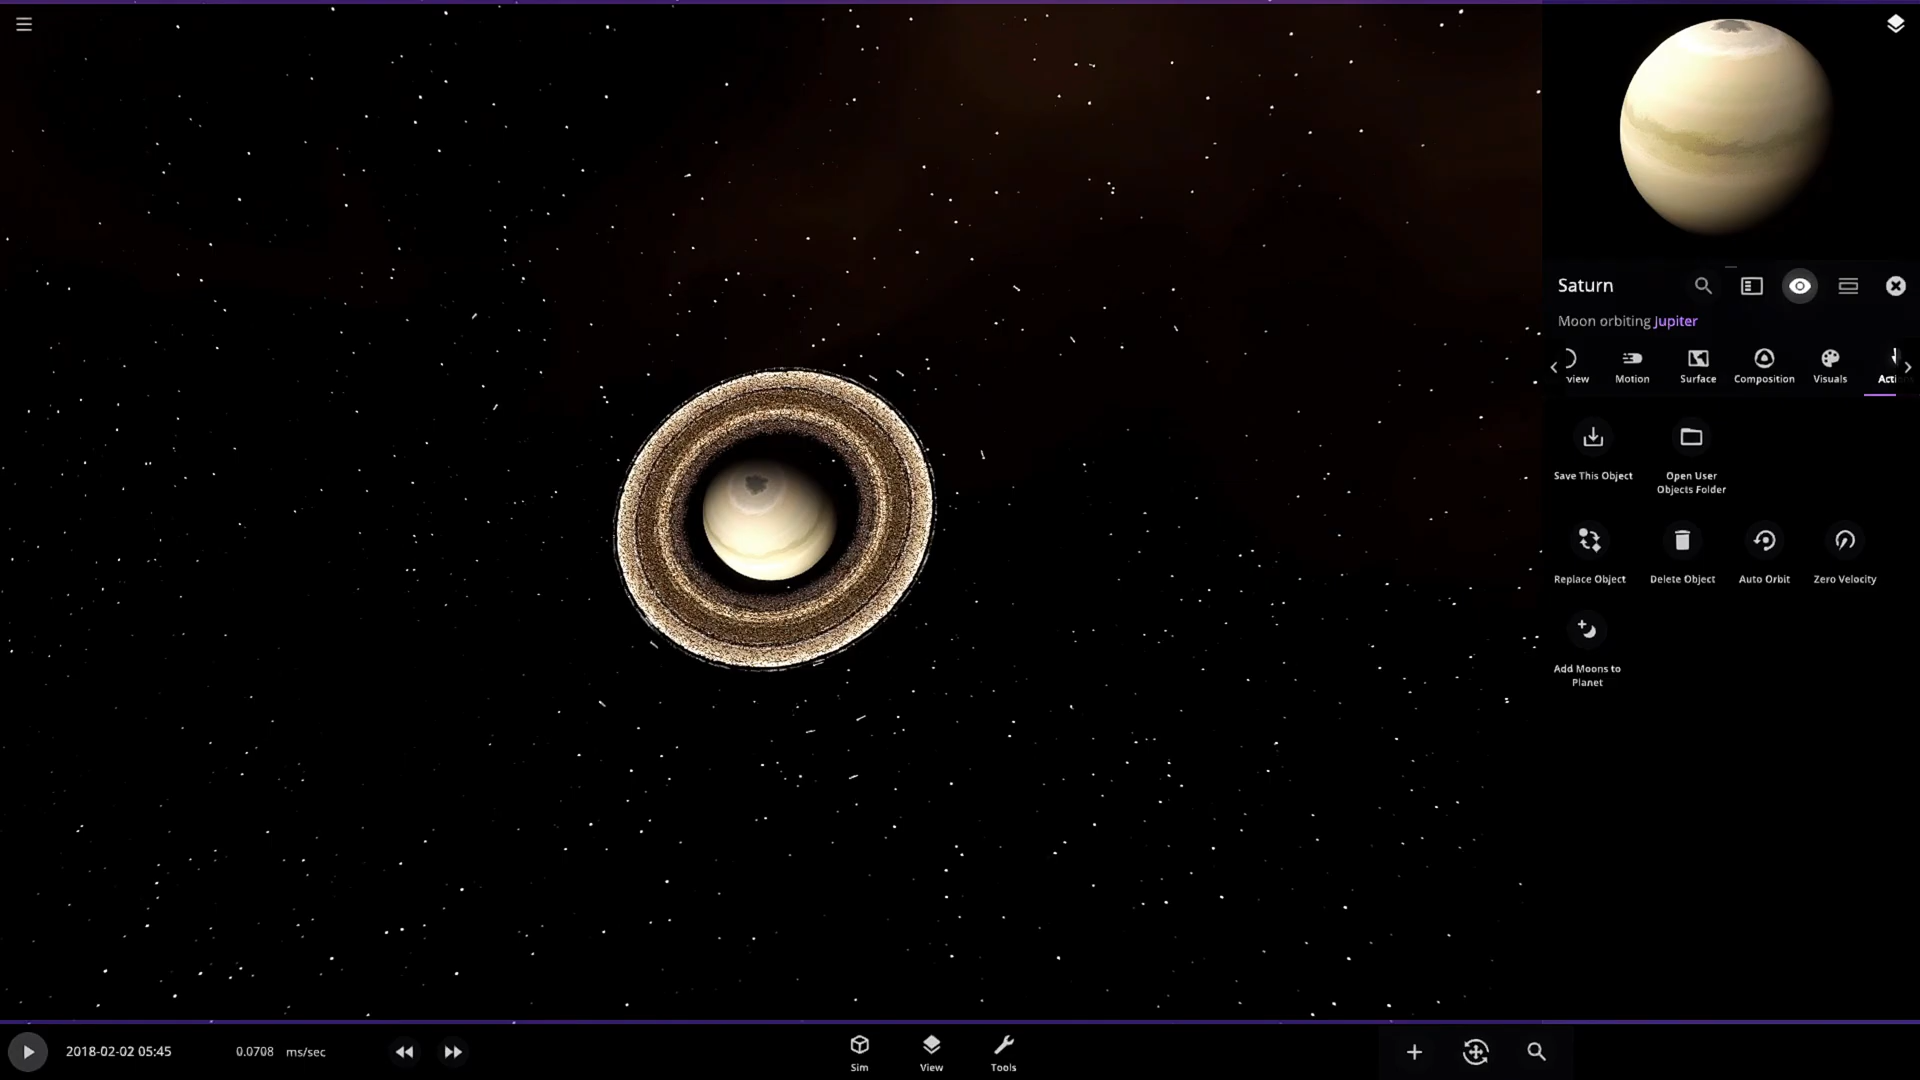 Saturn
Moon orbiting Jupiter
view Motion Surface Composition Visuals Acti
Save This Object
Open User
Objects Folder
Replace Object
Delete Object
Auto Orbit
Zero Velocity
Add Moons to
Planet
2018-02-02 05:45
0.0708 ms/sec
Sim
View
Tools